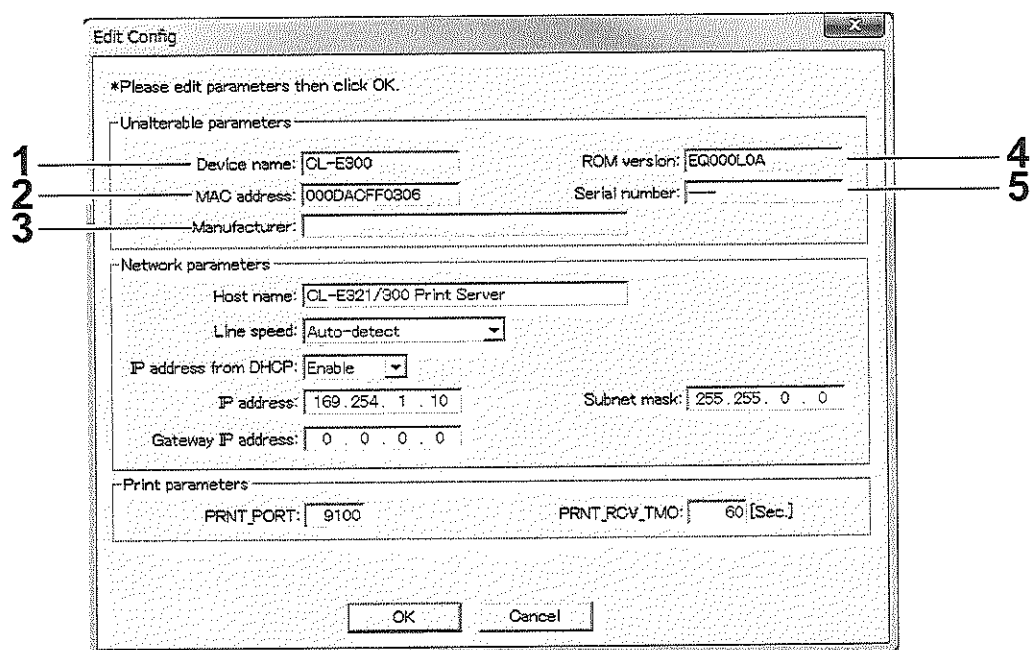 Edit Config
*Please edit parameters then click OK.
Unalterable parameters
1 Device name: CL-E300 ROM version: EQ000L0A 4
2 MAC address: 000DACFF0306 Serial number: — 5
3 Manufacturer:
Network parameters
Host name: CL-E321/300 Print Server
Line speed: Auto-detect
IP address from DHCP: Enable
IP address: 169.254. 1 . 10 Subnet mask: 255.255. 0 . 0
Gateway IP address: 0 . 0 . 0 . 0
Print parameters
PRNT_PORT: 9100 PRNT_RCV_TMO: 60 [Sec.]
OK Cancel